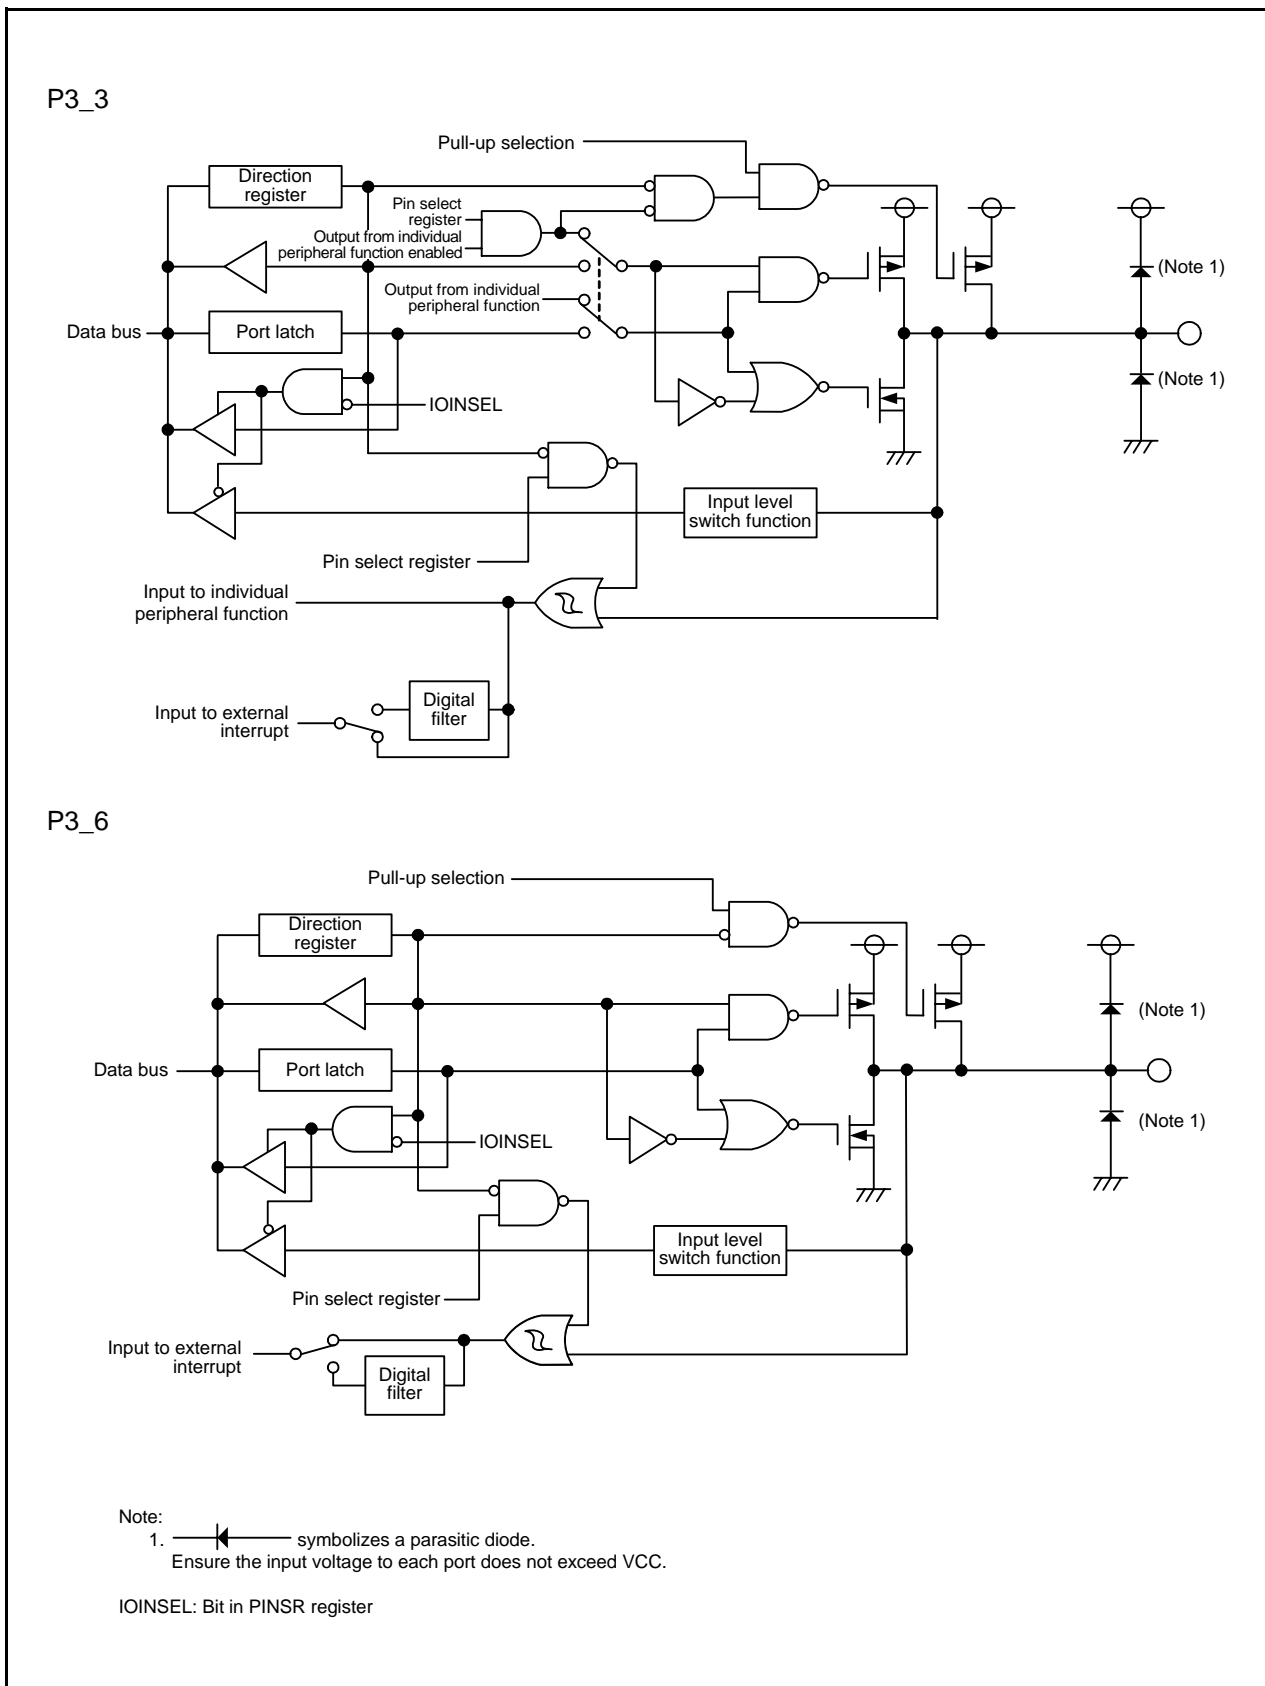 P3_3
Pull-up selection
Direction
register
Pin select
register
Output from individual
peripheral function enabled
(Note 1)
Output from individual
peripheral function
Data bus
Port latch
(Note 1)
IOINSEL
Input level
switch function
Pin select register
Input to individual
peripheral function
Digital
filter
Input to external
interrupt
P3_6
Pull-up selection
Direction
register
(Note 1)
Data bus
Port latch
(Note 1)
IOINSEL
Input level
switch function
Pin select register
Input to external
interrupt
Digital
filter
Note:
1. symbolizes a parasitic diode.
Ensure the input voltage to each port does not exceed VCC.
IOINSEL: Bit in PINSR register